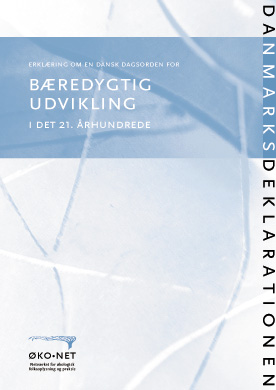 ERKLÆRING OM EN DANSK DAGSORDEN FOR
BÆREDYGTIG
UDVIKLING
I DET 21. ÅRHUNDREDE
DANMARKSDEKLARATIONEN
ØKO-NET
Netværket for økologisk
folkeoplysning og praksis